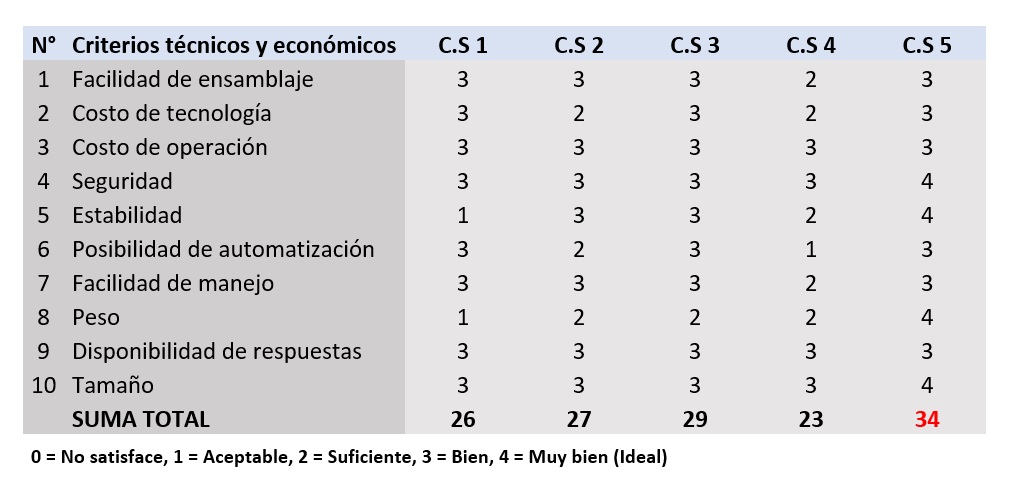 N° Criterios técnicos y económicos C.S 1 C.S 2 C.S 3 C.S 4 C.S 5
1 Facilidad de ensamblaje 3 3 3 2 3
2 Costo de tecnología 3 2 3 2 3
3 Costo de operación 3 3 3 3 3
4 Seguridad 3 3 3 3 4
5 Estabilidad 1 3 3 2 4
6 Posibilidad de automatización 3 2 3 1 3
7 Facilidad de manejo 3 3 3 2 3
8 Peso 1 2 2 2 4
9 Disponibilidad de respuestas 3 3 3 3 3
10 Tamaño 3 3 3 3 4
SUMA TOTAL 26 27 29 23 34
0 = No satisface, 1 = Aceptable, 2 = Suficiente, 3 = Bien, 4 = Muy bien (Ideal)